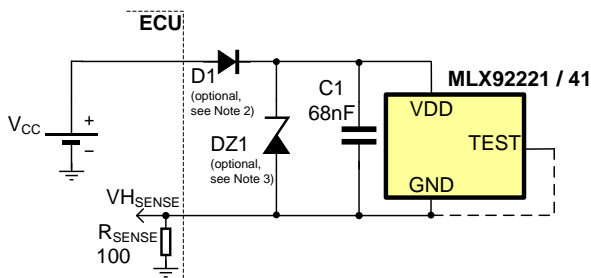 ECU
D1
(optional,
see Note 2)
C1
68nF
MLX92221 / 41
VDD
TEST
GND
VCC
+
–
DZ1
(optional,
see Note 3)
VHSENSE
RSENSE
100